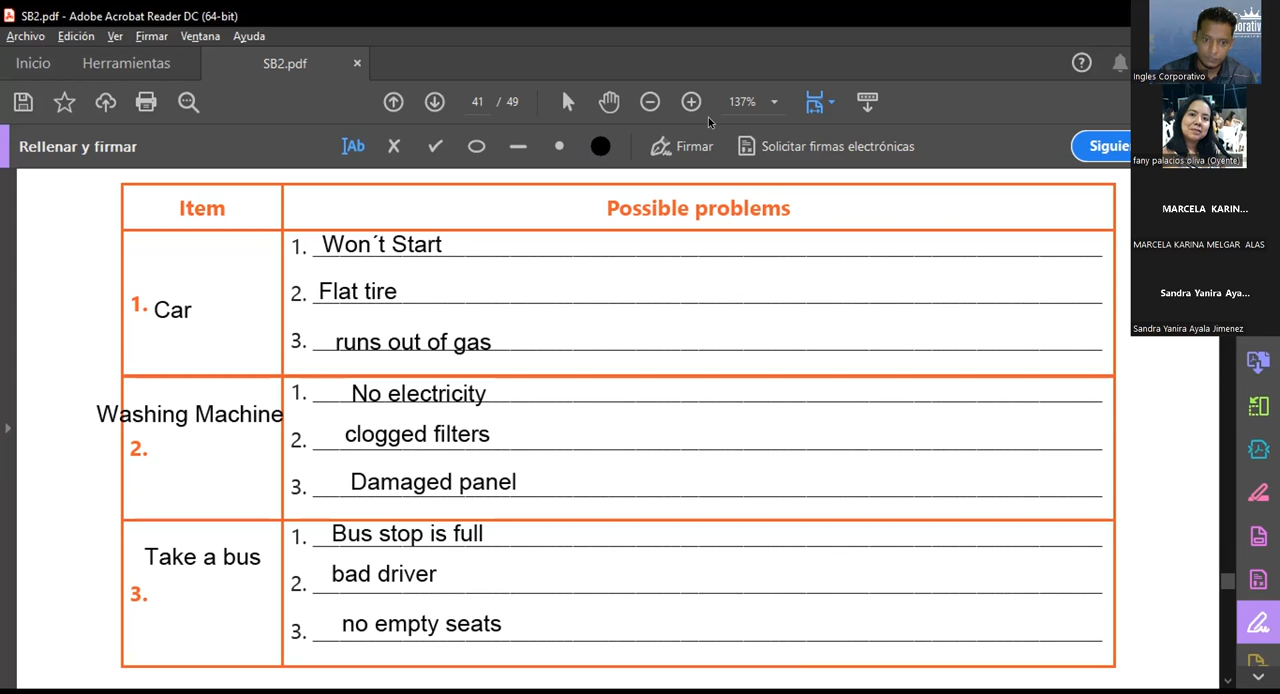 SB2.pdf - Adobe Acrobat Reader DC (64-bit)
Archivo Edición Ver Firmar Ventana Ayuda
Inicio Herramientas SB2.pdf ×
41 / 49 137%
Rellenar y firmar Ab Firmar Solicitar firmas electrónicas Siguie
Item Possible problems
1. Car
1. Won´t Start
2. Flat tire
3. runs out of gas
Washing Machine
2.
1. No electricity
2. clogged filters
3. Damaged panel
Take a bus
3.
1. Bus stop is full
2. bad driver
3. no empty seats
Ingles Corporativo
fany palacios oliva (Oyente)
MARCELA KARIN...
MARCELA KARINA MELGAR ALAS
Sandra Yanira Aya...
Sandra Yanira Ayala Jimenez